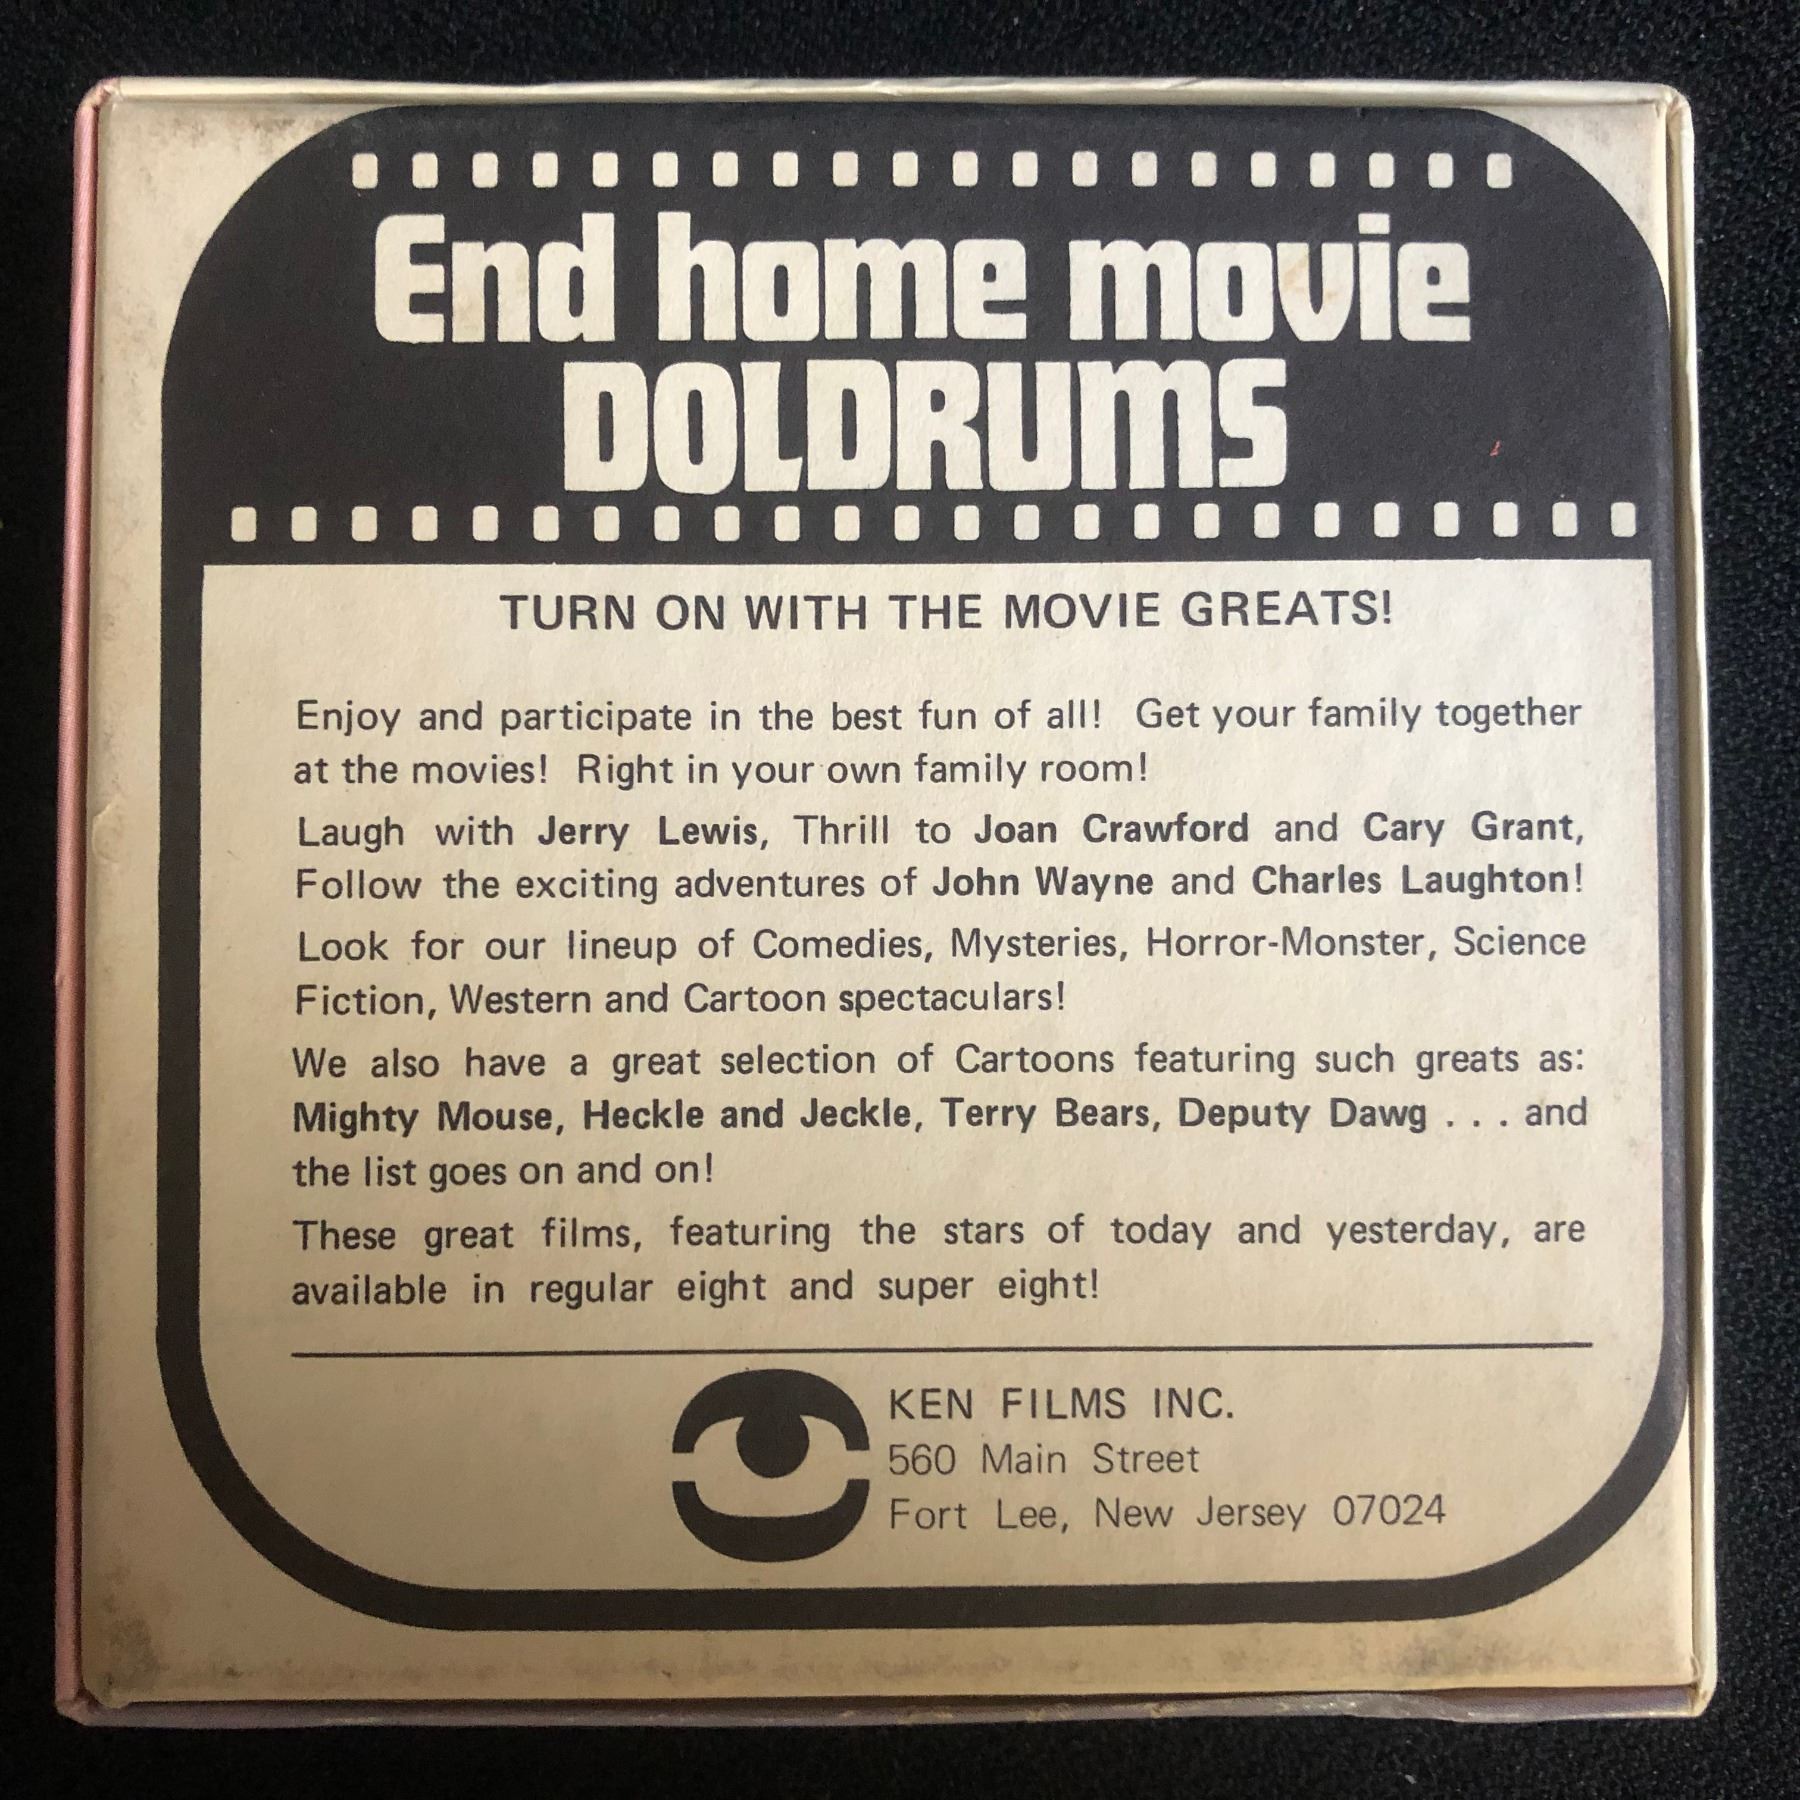 End home movie
DOLDRUMS
TURN ON WITH THE MOVIE GREATS!
Enjoy and participate in the best fun of all! Get your family together
at the movies! Right in your own family room!
Laugh with Jerry Lewis, Thrill to Joan Crawford and Cary Grant,
Follow the exciting adventures of John Wayne and Charles Laughton!
Look for our lineup of Comedies, Mysteries, Horror-Monster, Science
Fiction, Western and Cartoon spectaculars!
We also have a great selection of Cartoons featuring such greats as:
Mighty Mouse, Heckle and Jeckle, Terry Bears, Deputy Dawg . . . and
the list goes on and on!
These great films, featuring the stars of today and yesterday, are
available in regular eight and super eight!
KEN FILMS INC.
560 Main Street
Fort Lee, New Jersey 07024